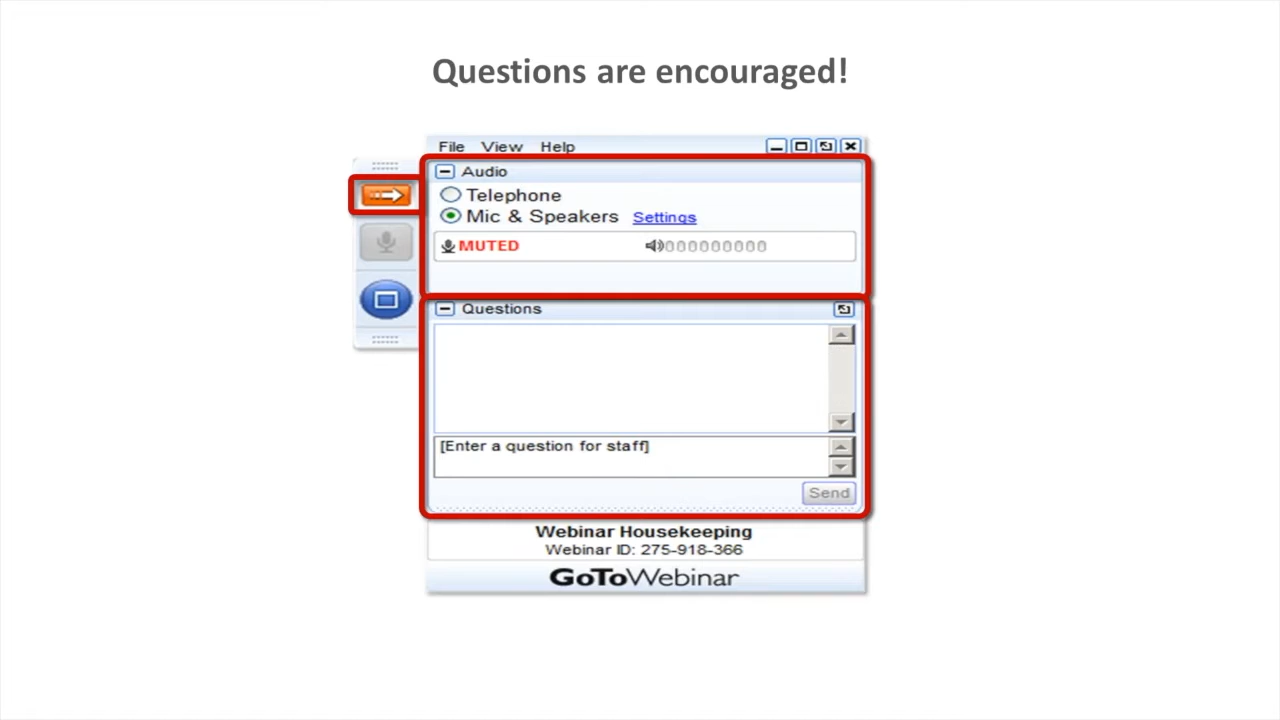 Questions are encouraged!
File View Help
Audio
Telephone
Mic & Speakers Settings
MUTED
Questions
[Enter a question for staff]
Send
Webinar Housekeeping
Webinar ID: 275-918-366
GoToWebinar